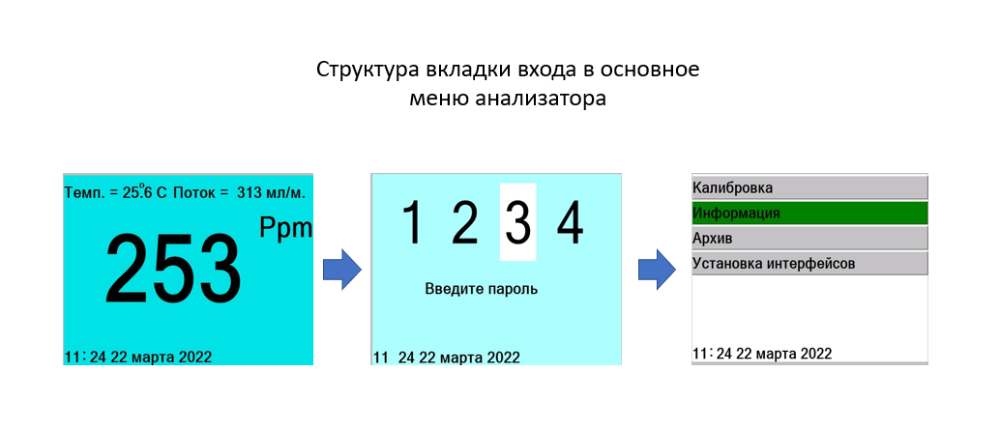 Структура вкладки входа в основное
меню анализатора
Темп. = 25.6 °C Поток = 313 мл/м.
Ppm
253
11: 24 22 марта 2022
1 2 3 4
Введите пароль
11 24 22 марта 2022
Калибровка
Информация
Архив
Установка интерфейсов
11: 24 22 марта 2022